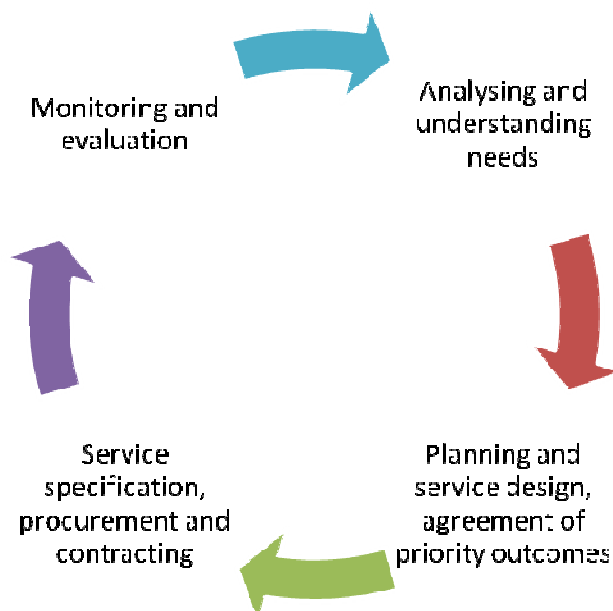 Monitoring and
evaluation
Analysing and
understanding
needs
Service
specification,
procurement and
contracting
Planning and
service design,
agreement of
priority outcomes